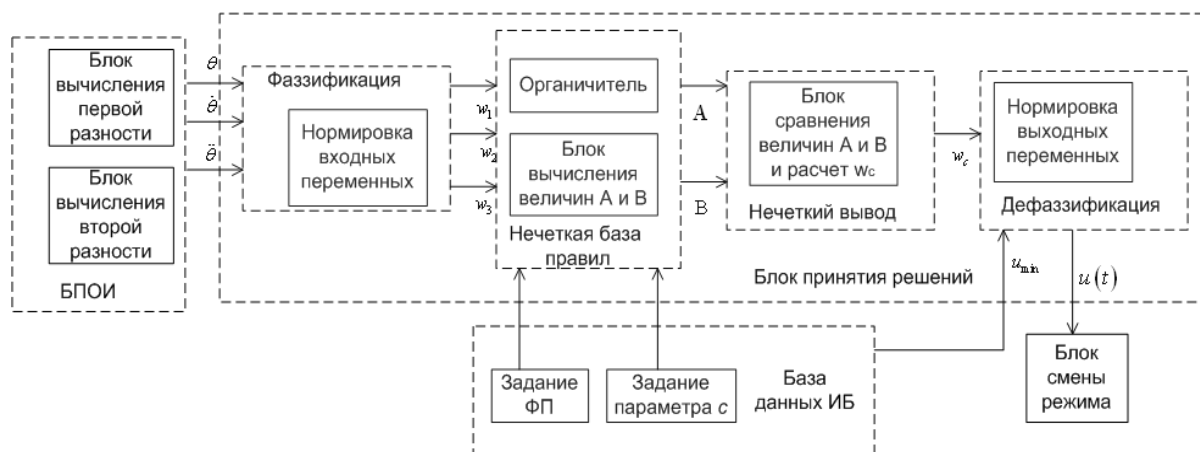 Блок
вычисления
первой
разности
Блок
вычисления
второй
разности
БПОИ
θ
θ̇
θ̈
Фаззификация
Нормировка
входных
переменных
w₁
w₂
w₃
Органичитель
Блок
вычисления
величин А и В
Нечеткая база
правил
A
B
Блок
сравнения
величин А и В
и расчет wc
Нечеткий вывод
w_c
Нормировка
выходных
переменных
Дефаззификация
Блок принятия решений
u_min
u(t)
Задание
ФП
Задание
параметра c
База
данных ИБ
Блок
смены
режима